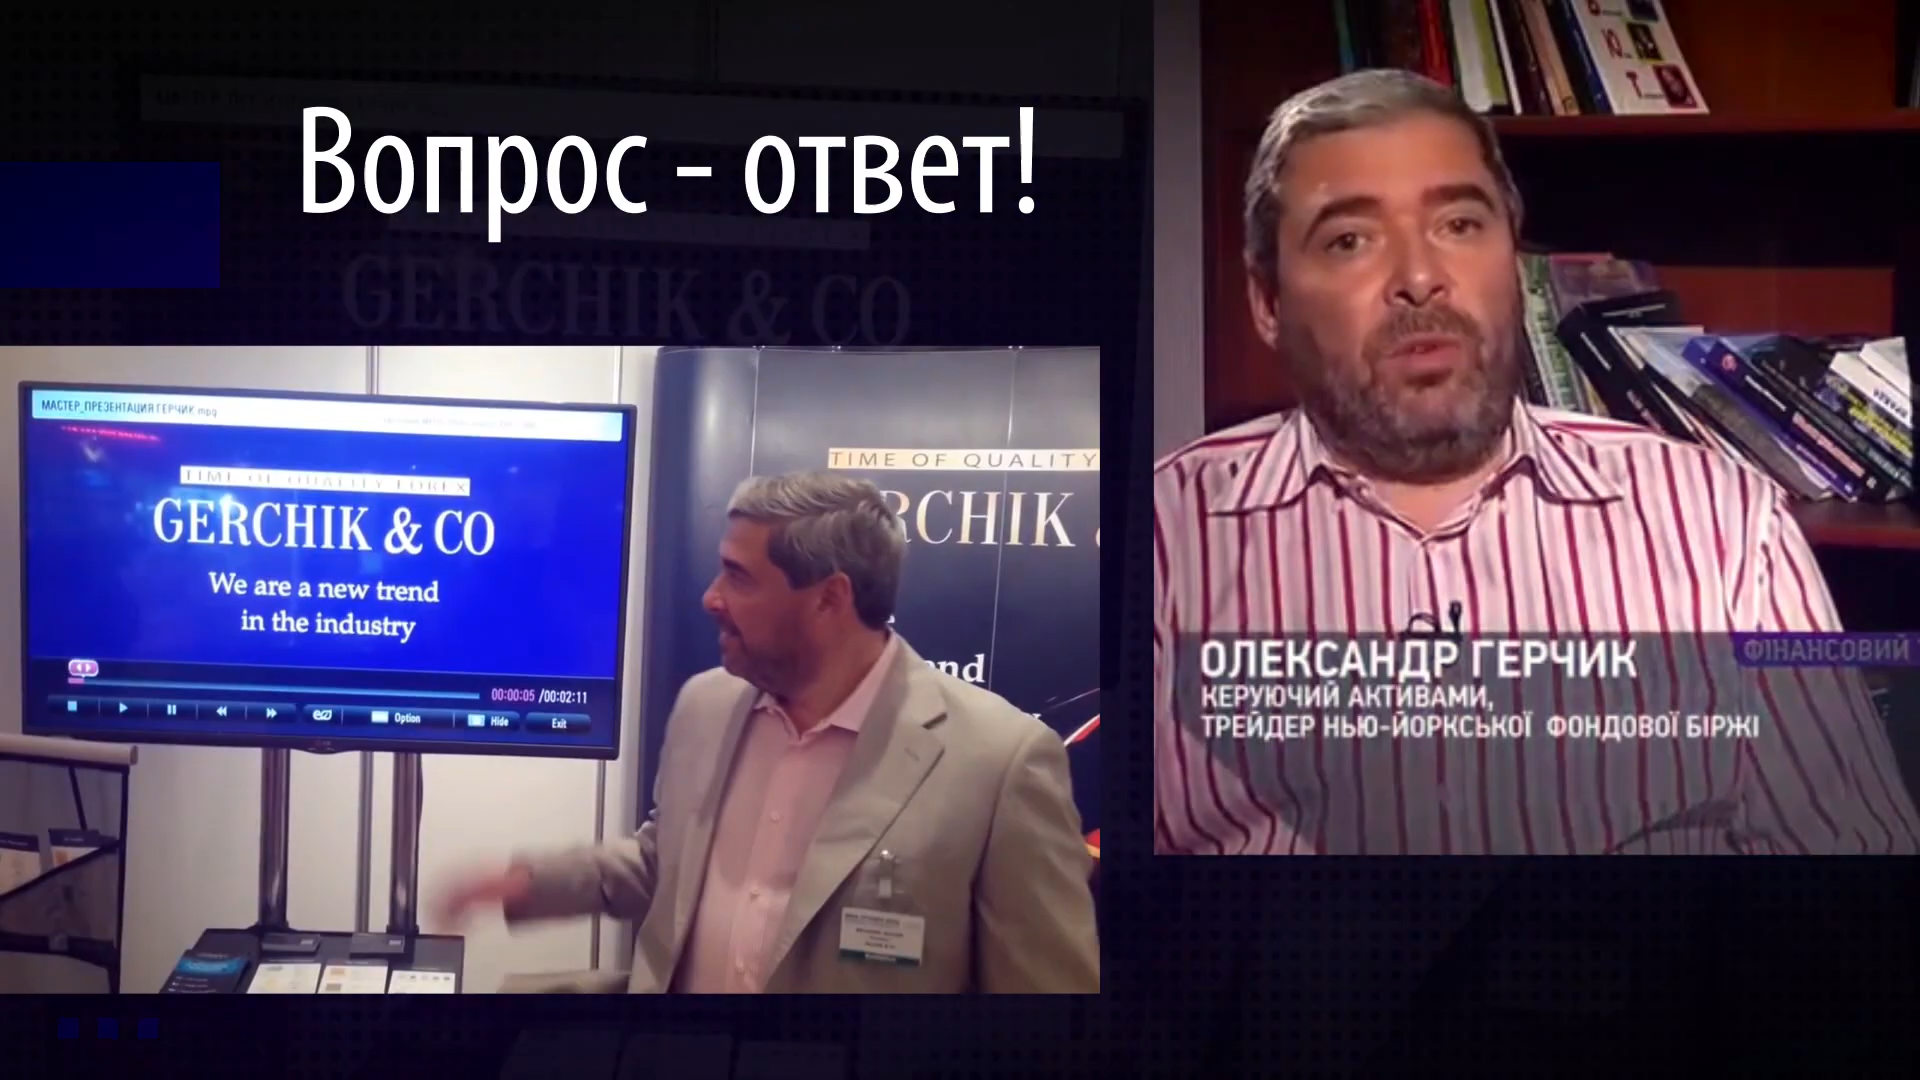 Вопрос - ответ!
GERCHIK & CO
МАСТЕР_ПРЕЗЕНТАЦИЯ ГЕРЧИК.mpg
TIME OF QUALITY FOREX
GERCHIK & CO
We are a new trend
in the industry
00:00:05 /00:02:11
Option
Hide
Exit
TIME OF QUALITY
RCHIK &
nd
Ю
Т
ОЛЕКСАНДР ГЕРЧИК
КЕРУЮЧИЙ АКТИВАМИ,
ТРЕЙДЕР НЬЮ-ЙОРКСЬКОЇ ФОНДОВОЇ БІРЖІ
ФІНАНСОВИЙ